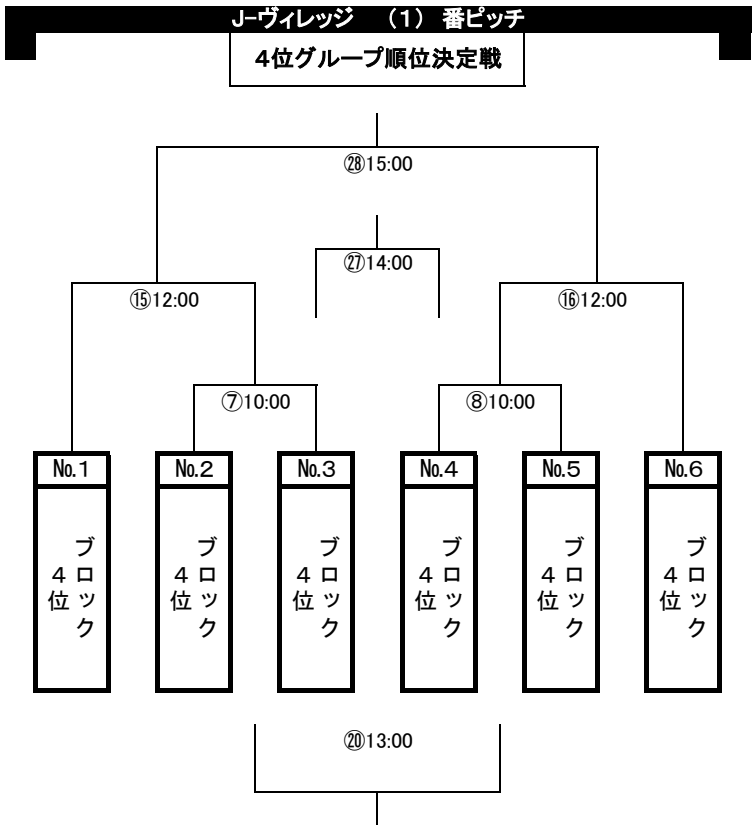 J-ヴィレッジ （１） 番ピッチ
４位グループ順位決定戦
㉘15:00
㉗14:00
⑮12:00
⑯12:00
⑦10:00
⑧10:00
№.1
№.2
№.3
№.4
№.5
№.6
ブロック
４位
ブロック
４位
ブロック
４位
ブロック
４位
ブロック
４位
ブロック
４位
⑳13:00